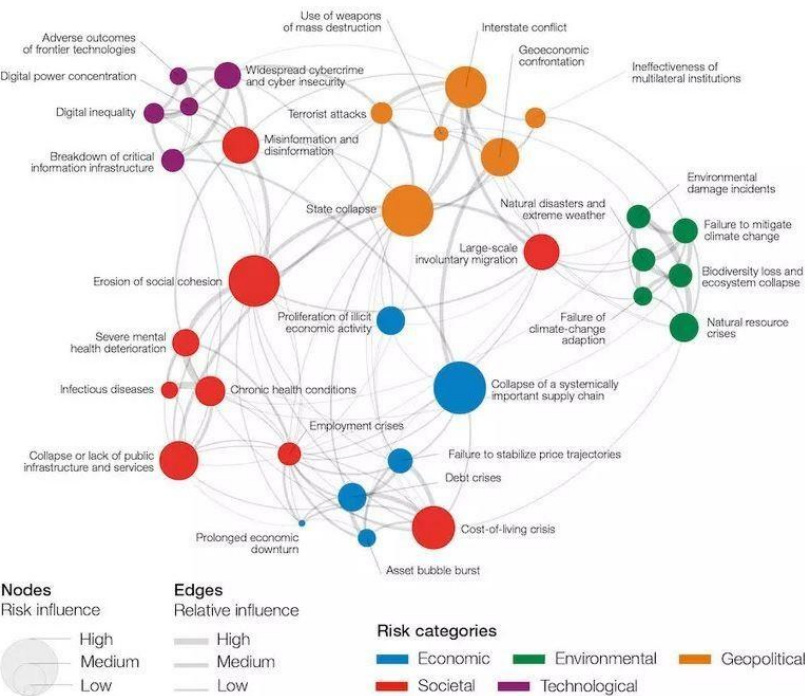 Use of weapons
of mass destruction
Interstate conflict
Adverse outcomes
of frontier technologies
Geoeconomic
confrontation
Ineffectiveness of
multilateral institutions
Digital power concentration
Widespread cybercrime
and cyber insecurity
Digital inequality
Terrorist attacks
Misinformation and
disinformation
Breakdown of critical
information infrastructure
Environmental
damage incidents
State collapse
Natural disasters and
extreme weather
Failure to mitigate
climate change
Large-scale
involuntary migration
Erosion of social cohesion
Biodiversity loss and
ecosystem collapse
Proliferation of illicit
economic activity
Failure of
climate-change
adaption
Natural resource
crises
Severe mental
health deterioration
Infectious diseases
Chronic health conditions
Collapse of a systemically
important supply chain
Employment crises
Collapse or lack of public
infrastructure and services
Failure to stabilize price trajectories
Debt crises
Prolonged economic
downturn
Cost-of-living crisis
Asset bubble burst
Nodes
Risk influence
High
Medium
Low
Edges
Relative influence
High
Medium
Low
Risk categories
Economic
Environmental
Geopolitical
Societal
Technological